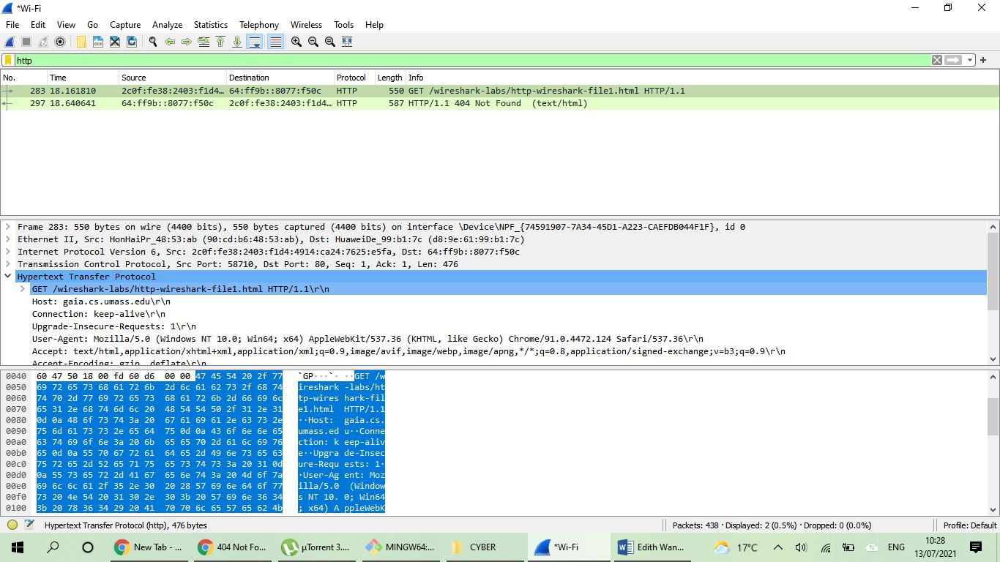 *Wi-Fi
File Edit View Go Capture Analyze Statistics Telephony Wireless Tools Help
http
No. Time Source Destination Protocol Length Info
283 18.161810 2c0f:fe38:2403:f1d4… 64:ff9b::8077:f50c HTTP 550 GET /wireshark-labs/http-wireshark-file1.html HTTP/1.1
297 18.640641 64:ff9b::8077:f50c 2c0f:fe38:2403:f1d4… HTTP 587 HTTP/1.1 404 Not Found (text/html)
Frame 283: 550 bytes on wire (4400 bits), 550 bytes captured (4400 bits) on interface \Device\NPF_{74591907-7A34-45D1-A223-CAEFDB044F1F}, id 0
Ethernet II, Src: HonHaiPr_48:53:ab (90:cd:b6:48:53:ab), Dst: HuaweiDe_99:b1:7c (d8:9e:61:99:b1:7c)
Internet Protocol Version 6, Src: 2c0f:fe38:2403:f1d4:4914:ca24:7625:e5fa, Dst: 64:ff9b::8077:f50c
Transmission Control Protocol, Src Port: 58710, Dst Port: 80, Seq: 1, Ack: 1, Len: 476
Hypertext Transfer Protocol
GET /wireshark-labs/http-wireshark-file1.html HTTP/1.1\r\n
Host: gaia.cs.umass.edu\r\n
Connection: keep-alive\r\n
Upgrade-Insecure-Requests: 1\r\n
User-Agent: Mozilla/5.0 (Windows NT 10.0; Win64; x64) AppleWebKit/537.36 (KHTML, like Gecko) Chrome/91.0.4472.124 Safari/537.36\r\n
Accept: text/html,application/xhtml+xml,application/xml;q=0.9,image/avif,image/webp,image/apng,*/*;q=0.8,application/signed-exchange;v=b3;q=0.9\r\n
Accept-Encoding: gzip, deflate\r\n
0040 60 47 50 18 00 fd 60 d6 00 00 47 45 54 20 2f 77 `GP···`· ··GET /w
0050 69 72 65 73 68 61 72 6b 2d 6c 61 62 73 2f 68 74 ireshark -labs/ht
0060 74 70 2d 77 69 72 65 73 68 61 72 6b 2d 66 69 6c tp-wires hark-fil
0070 65 31 2e 68 74 6d 6c 20 48 54 54 50 2f 31 2e 31 e1.html HTTP/1.1
0080 0d 0a 48 6f 73 74 3a 20 67 61 69 61 2e 63 73 2e ··Host: gaia.cs.
0090 75 6d 61 73 73 2e 65 64 75 0d 0a 43 6f 6e 6e 65 umass.ed u··Conne
00a0 63 74 69 6f 6e 3a 20 6b 65 65 70 2d 61 6c 69 76 ction: k eep-aliv
00b0 65 0d 0a 55 70 67 72 61 64 65 2d 49 6e 73 65 63 e··Upgra de-Insec
00c0 75 72 65 2d 52 65 71 75 65 73 74 73 3a 20 31 0d ure-Requ ests: 1·
00d0 0a 55 73 65 72 2d 41 67 65 6e 74 3a 20 4d 6f 7a ·User-Ag ent: Moz
00e0 69 6c 6c 61 2f 35 2e 30 20 28 57 69 6e 64 6f 77 illa/5.0 (Window
00f0 73 20 4e 54 20 31 30 2e 30 3b 20 57 69 6e 36 34 s NT 10. 0; Win64
0100 3b 20 78 36 34 29 20 41 70 70 6c 65 57 65 62 4b ; x64) A ppleWebK
Hypertext Transfer Protocol (http), 476 bytes Packets: 438 · Displayed: 2 (0.5%) · Dropped: 0 (0.0%) Profile: Default
New Tab - ... 404 Not Fo... µTorrent 3.... MINGW64:... CYBER *Wi-Fi Edith Wan... 17°C ENG 10:28
13/07/2021